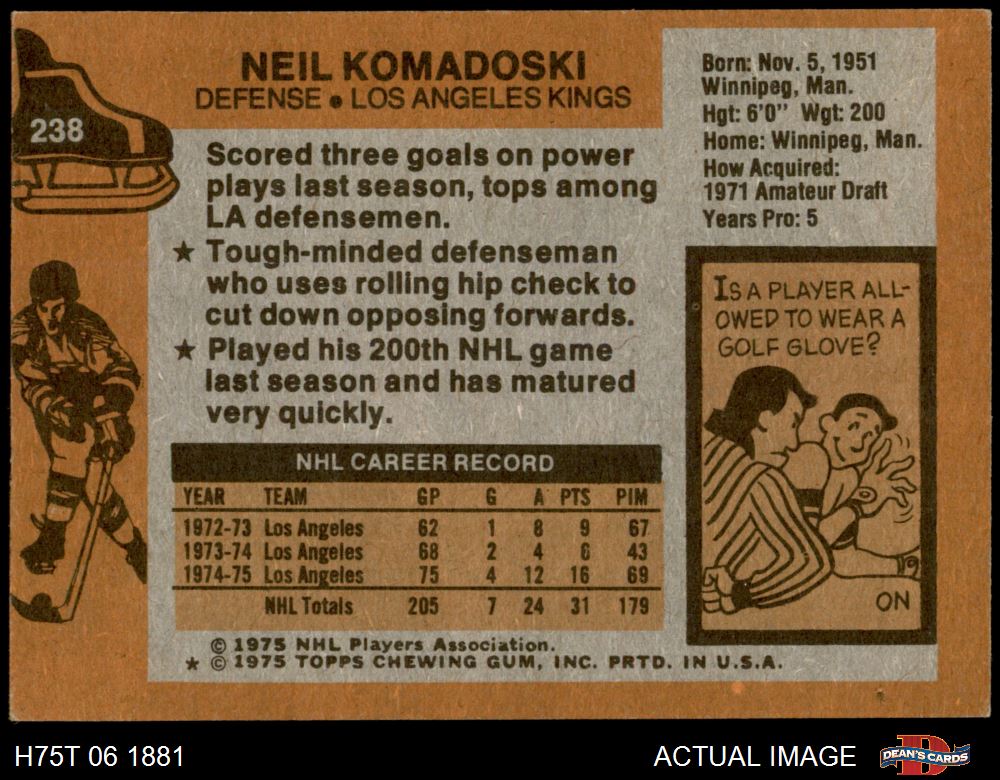 NEIL KOMADOSKI
DEFENSE ● LOS ANGELES KINGS
238
Born: Nov. 5, 1951
Winnipeg, Man.
Hgt: 6'0" Wgt: 200
Home: Winnipeg, Man.
How Acquired:
1971 Amateur Draft
Years Pro: 5
Scored three goals on power
plays last season, tops among
LA defensemen.
★ Tough-minded defenseman
who uses rolling hip check to
cut down opposing forwards.
★ Played his 200th NHL game
last season and has matured
very quickly.
IS A PLAYER ALL-
OWED TO WEAR A
GOLF GLOVE?
ON
NHL CAREER RECORD
YEAR TEAM GP G A PTS PIM
1972-73 Los Angeles 62 1 8 9 67
1973-74 Los Angeles 68 2 4 6 43
1974-75 Los Angeles 75 4 12 16 69
NHL Totals 205 7 24 31 179
© 1975 NHL Players Association.
★ © 1975 TOPPS CHEWING GUM, INC. PRTD. IN U.S.A.
H75T 06 1881
ACTUAL IMAGE
DEAN'S CARDS